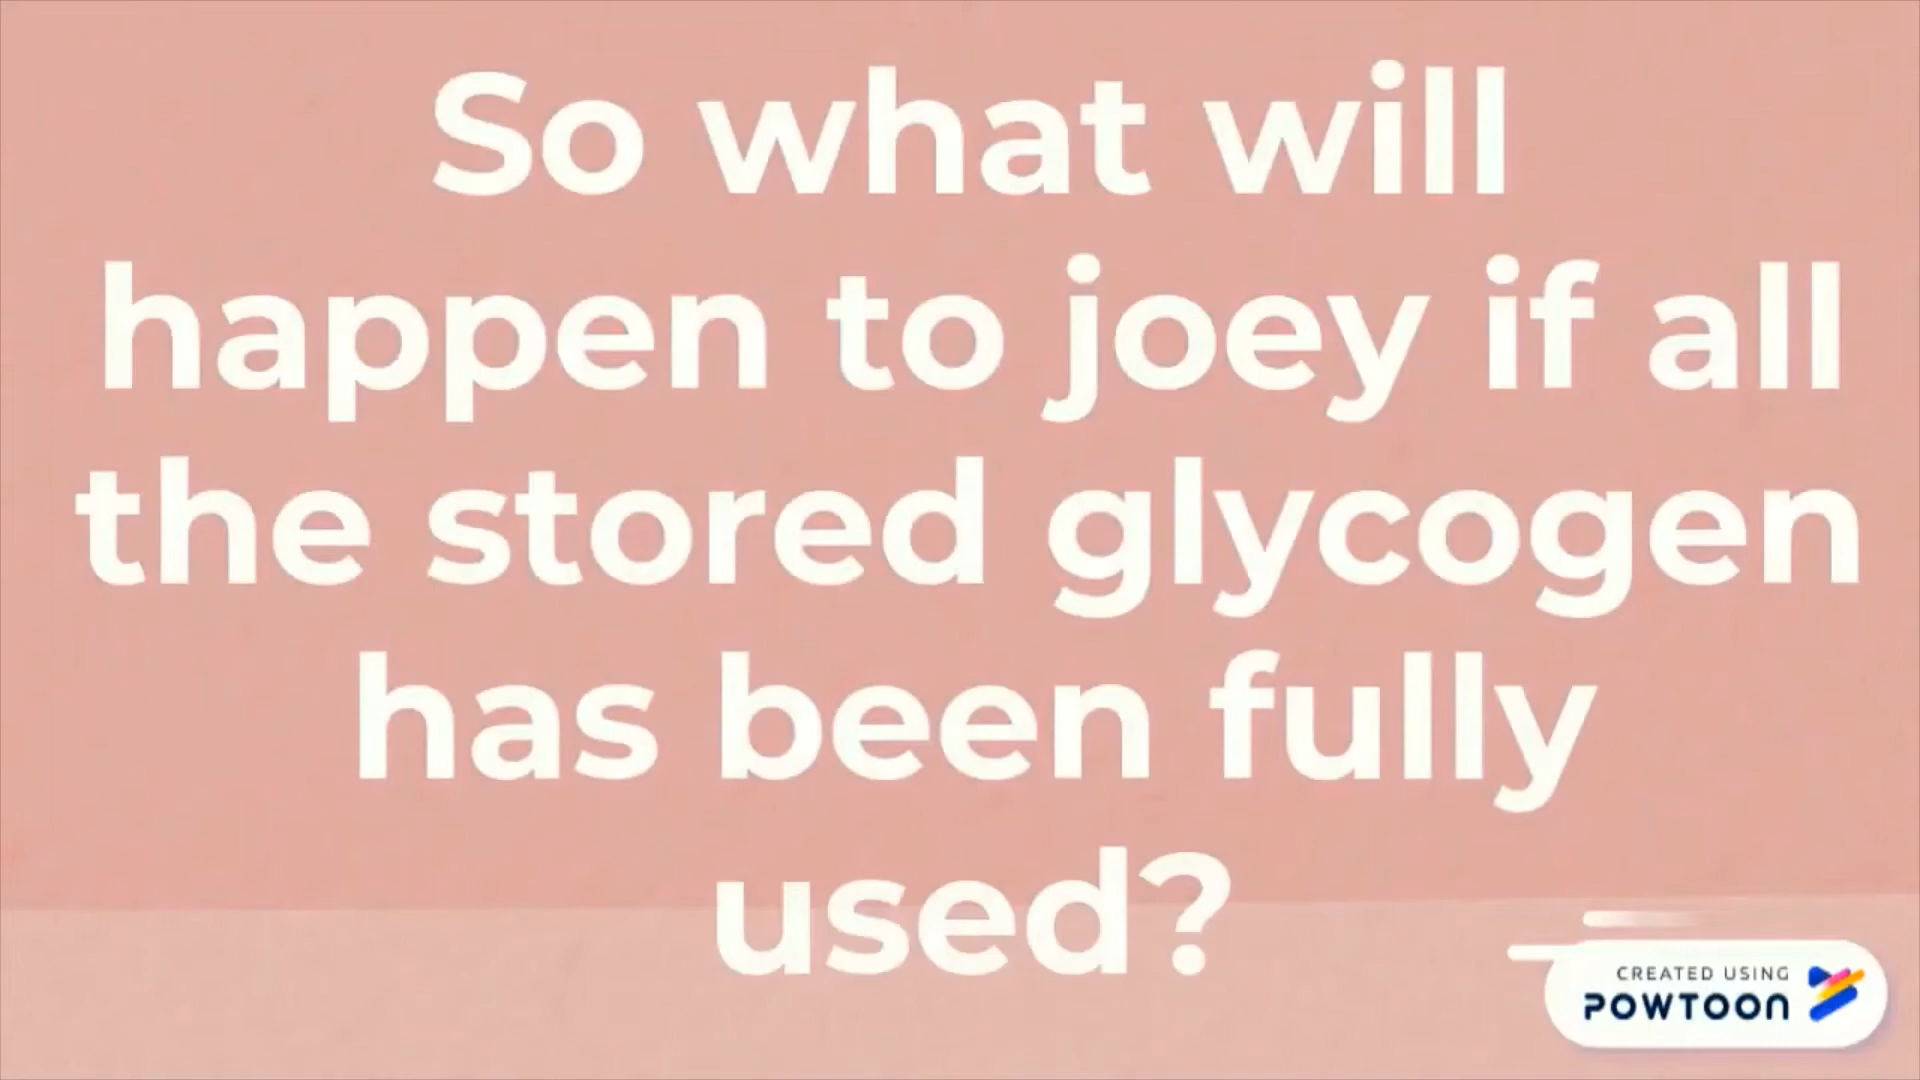 So what will
happen to joey if all
the stored glycogen
has been fully
used?
CREATED USING
POWTOON